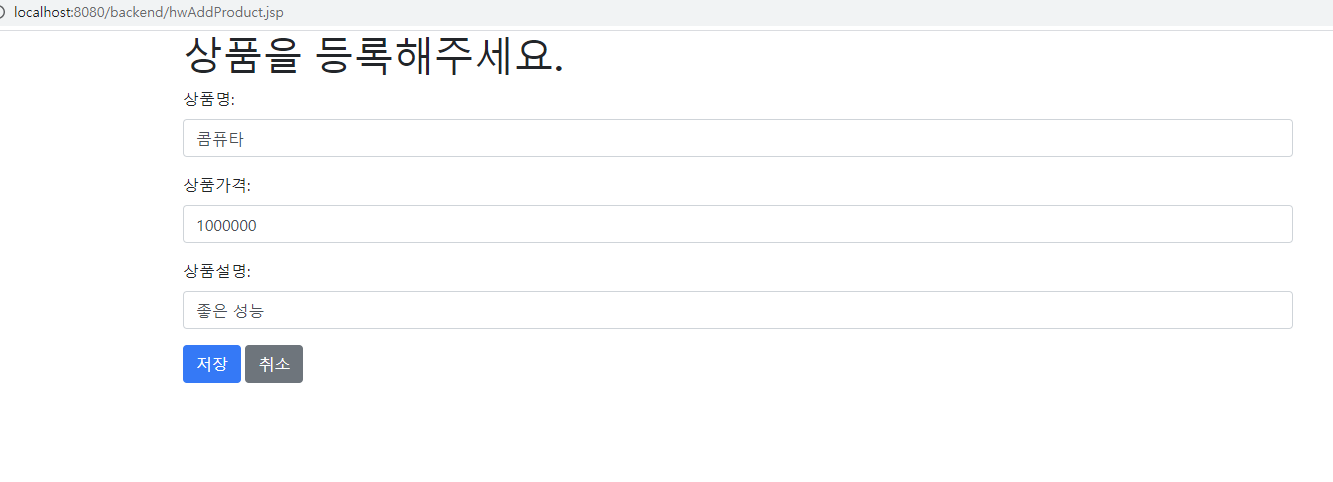 localhost:8080/backend/hwAddProduct.jsp
상품을 등록해주세요.
상품명:
콤퓨타
상품가격:
1000000
상품설명:
좋은 성능
저장 취소